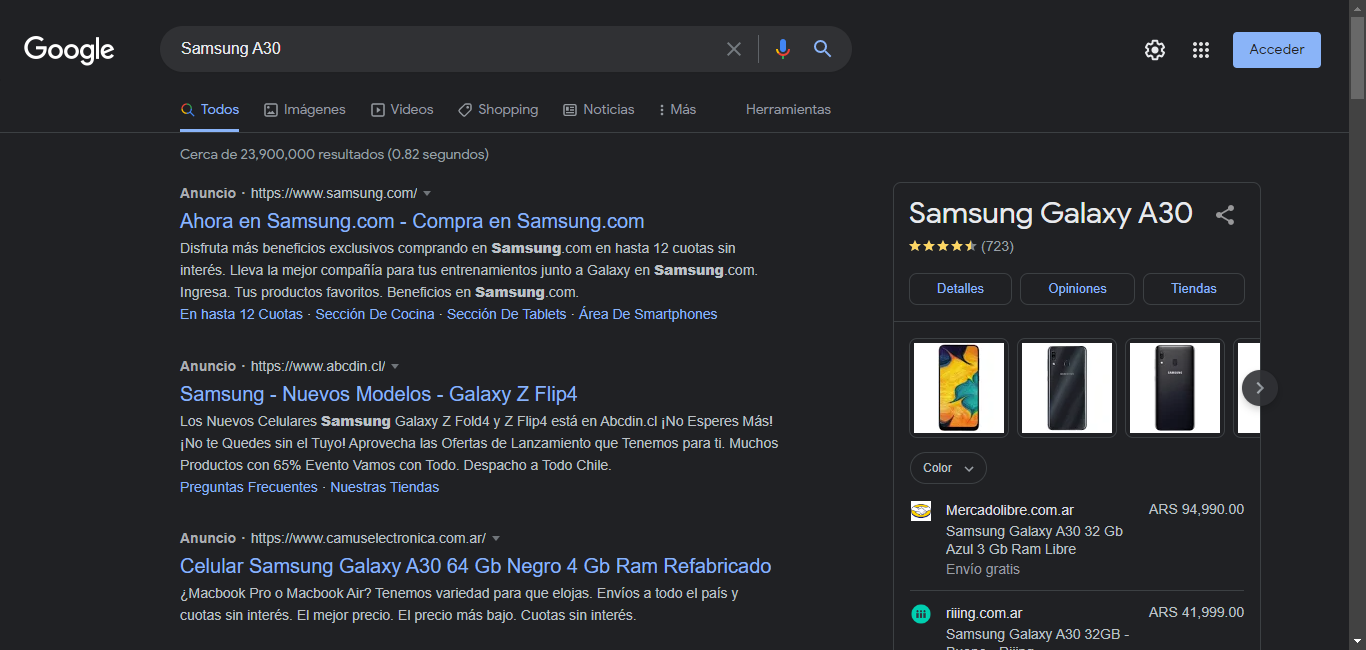 Google
Samsung A30
Acceder
Todos
Imágenes
Videos
Shopping
Noticias
Más
Herramientas
Cerca de 23,900,000 resultados (0.82 segundos)
Anuncio · https://www.samsung.com/
Ahora en Samsung.com - Compra en Samsung.com
Disfruta más beneficios exclusivos comprando en Samsung.com en hasta 12 cuotas sin
interés. Lleva la mejor compañía para tus entrenamientos junto a Galaxy en Samsung.com.
Ingresa. Tus productos favoritos. Beneficios en Samsung.com.
En hasta 12 Cuotas · Sección De Cocina · Sección De Tablets · Área De Smartphones
Anuncio · https://www.abcdin.cl/
Samsung - Nuevos Modelos - Galaxy Z Flip4
Los Nuevos Celulares Samsung Galaxy Z Fold4 y Z Flip4 está en Abcdin.cl ¡No Esperes Más!
¡No te Quedes sin el Tuyo! Aprovecha las Ofertas de Lanzamiento que Tenemos para ti. Muchos
Productos con 65% Evento Vamos con Todo. Despacho a Todo Chile.
Preguntas Frecuentes · Nuestras Tiendas
Anuncio · https://www.camuselectronica.com.ar/
Celular Samsung Galaxy A30 64 Gb Negro 4 Gb Ram Refabricado
¿Macbook Pro o Macbook Air? Tenemos variedad para que elojas. Envíos a todo el país y
cuotas sin interés. El mejor precio. El precio más bajo. Cuotas sin interés.
Samsung Galaxy A30
(723)
Detalles
Opiniones
Tiendas
Color
Mercadolibre.com.ar ARS 94,990.00
Samsung Galaxy A30 32 Gb
Azul 3 Gb Ram Libre
Envío gratis
riiing.com.ar ARS 41,999.00
Samsung Galaxy A30 32GB -